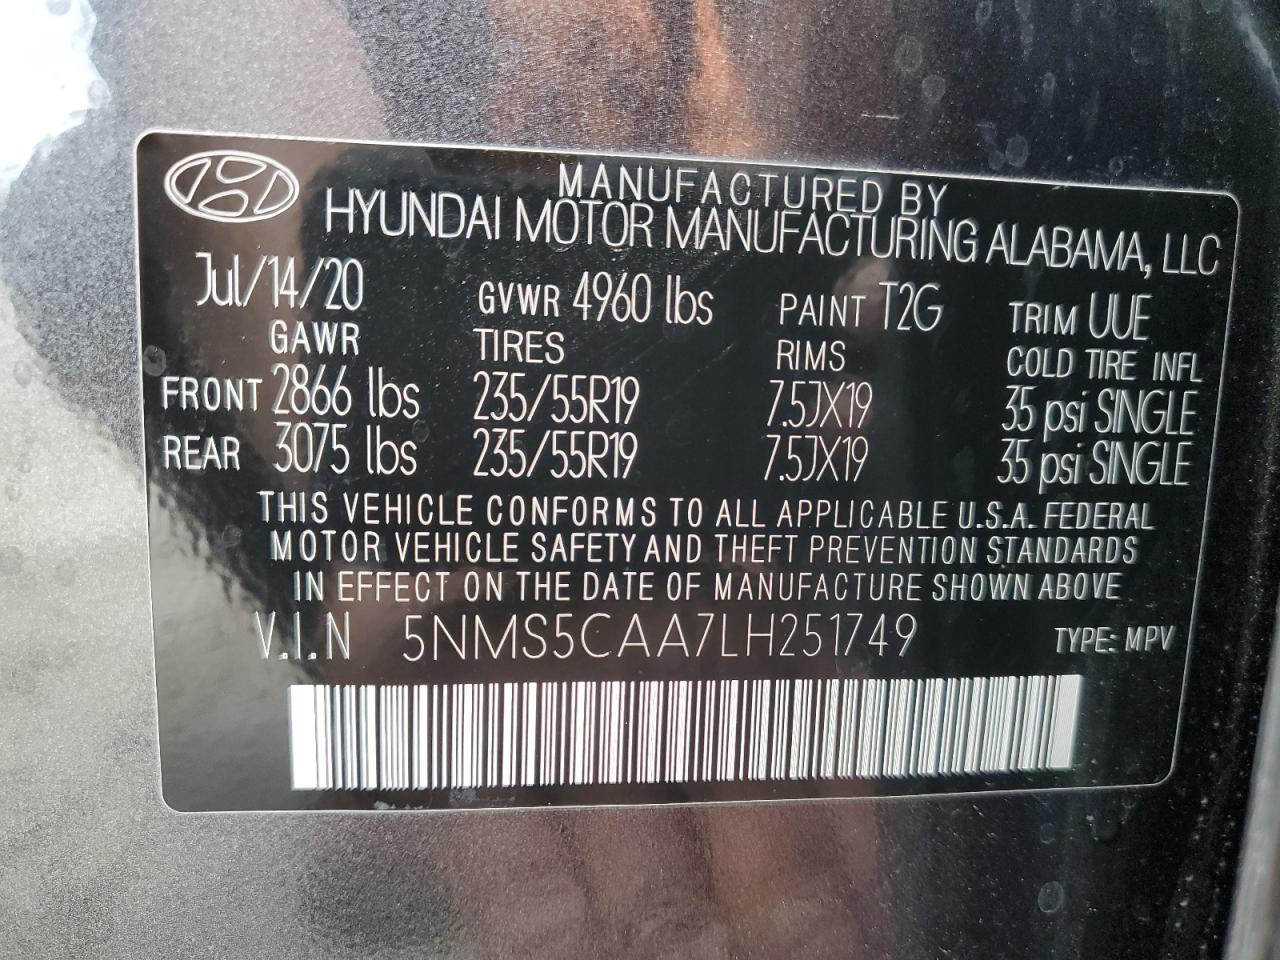 MANUFACTURED BY
HYUNDAI MOTOR MANUFACTURING ALABAMA, LLC
Jul/14/20 GVWR 4960 lbs PAINT T2G TRIM UUE
GAWR TIRES RIMS COLD TIRE INFL
FRONT 2866 lbs 235/55R19 7.5JX19 35 psi SINGLE
REAR 3075 lbs 235/55R19 7.5JX19 35 psi SINGLE
THIS VEHICLE CONFORMS TO ALL APPLICABLE U.S.A. FEDERAL
MOTOR VEHICLE SAFETY AND THEFT PREVENTION STANDARDS
IN EFFECT ON THE DATE OF MANUFACTURE SHOWN ABOVE
V.I.N 5NMS5CAA7LH251749 TYPE: MPV